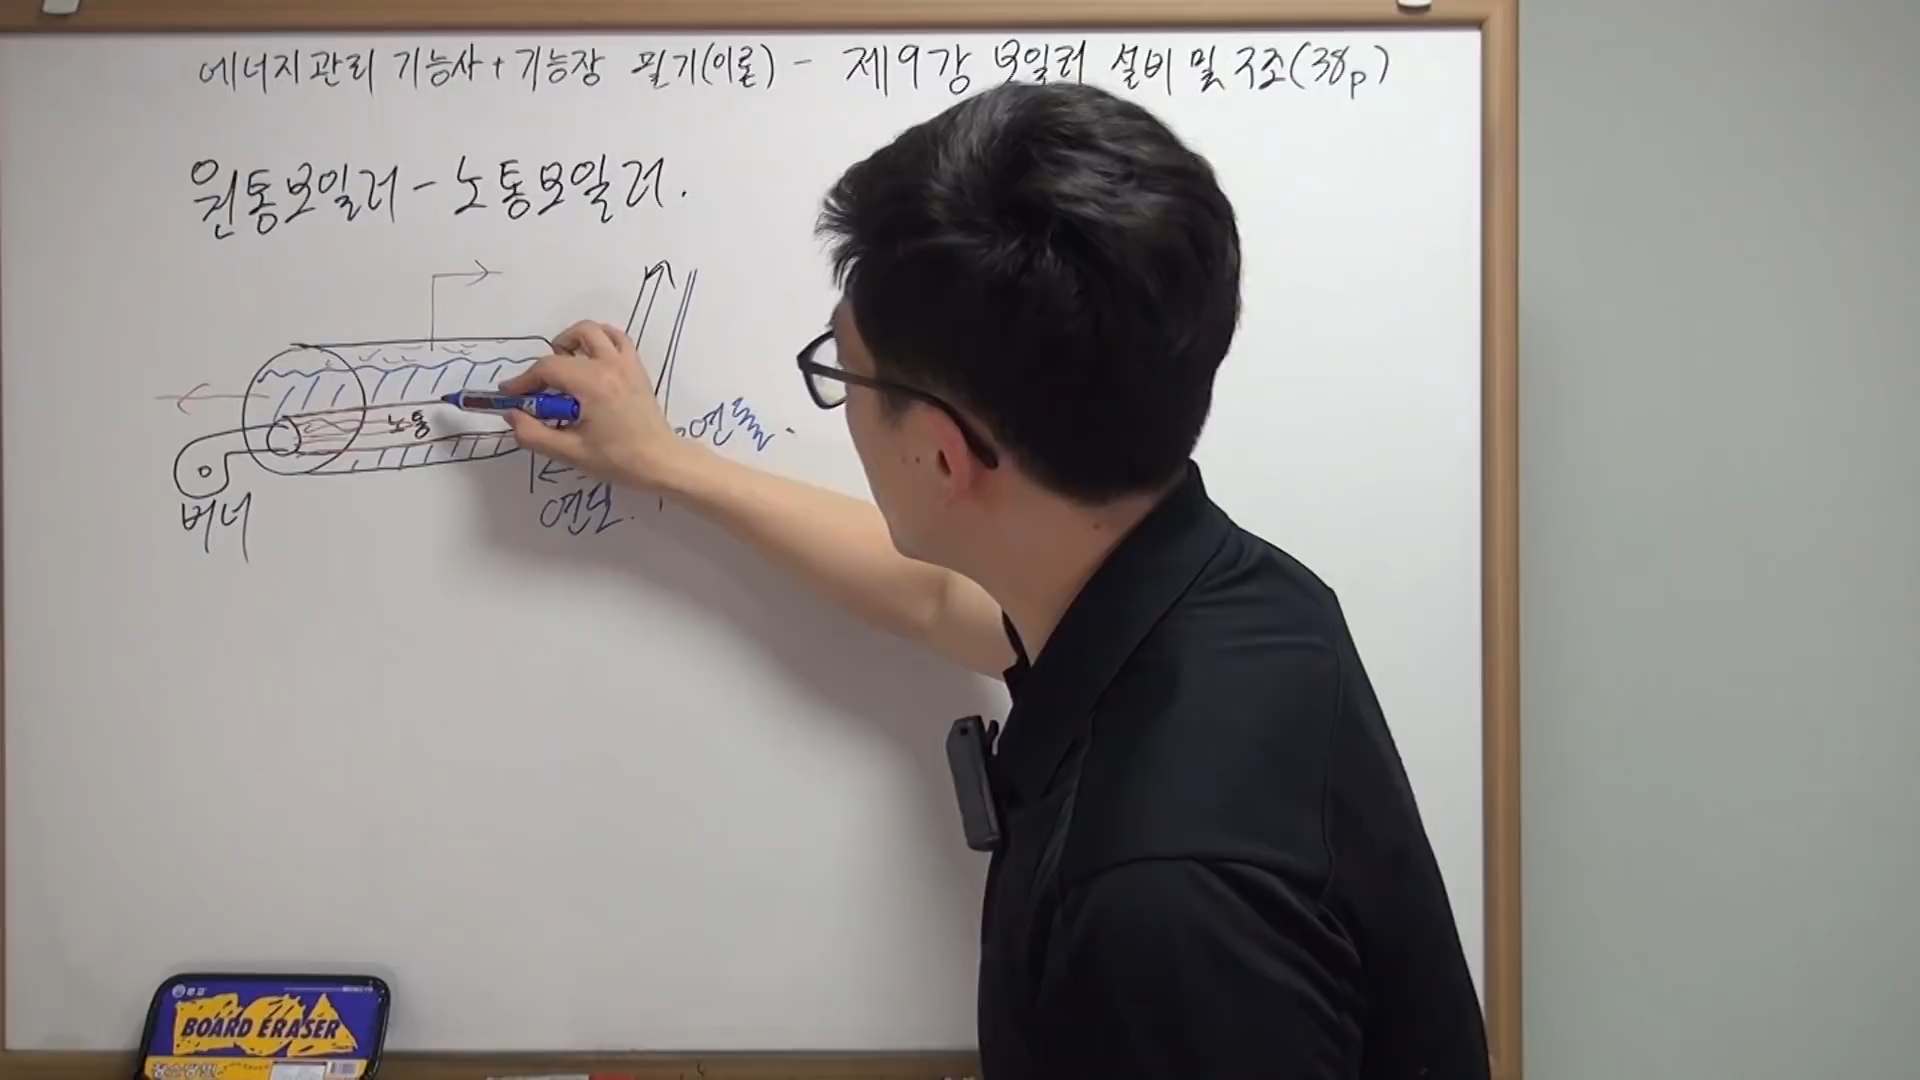 에너지관리 기능사+기능장 필기(이론) - 제9강 보일러 설비 및 구조(38p)
원통보일러 - 노통보일러.
노통
연돌.
연도.
버너
BOARD ERASER